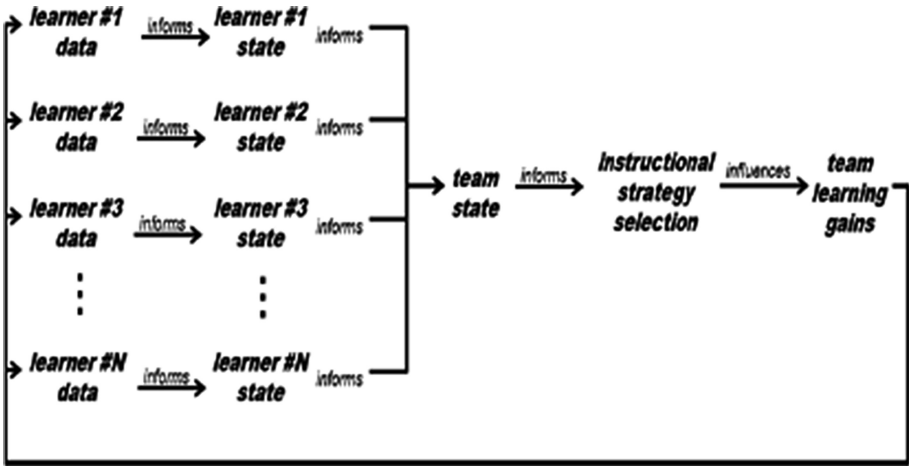 learner #1
data
informs
learner #1
state
informs
learner #2
data
informs
learner #2
state
informs
learner #3
data
informs
learner #3
state
informs
learner #N
data
informs
learner #N
state
informs
team
state
informs
Instructional
strategy
selection
influences
team
learning
gains